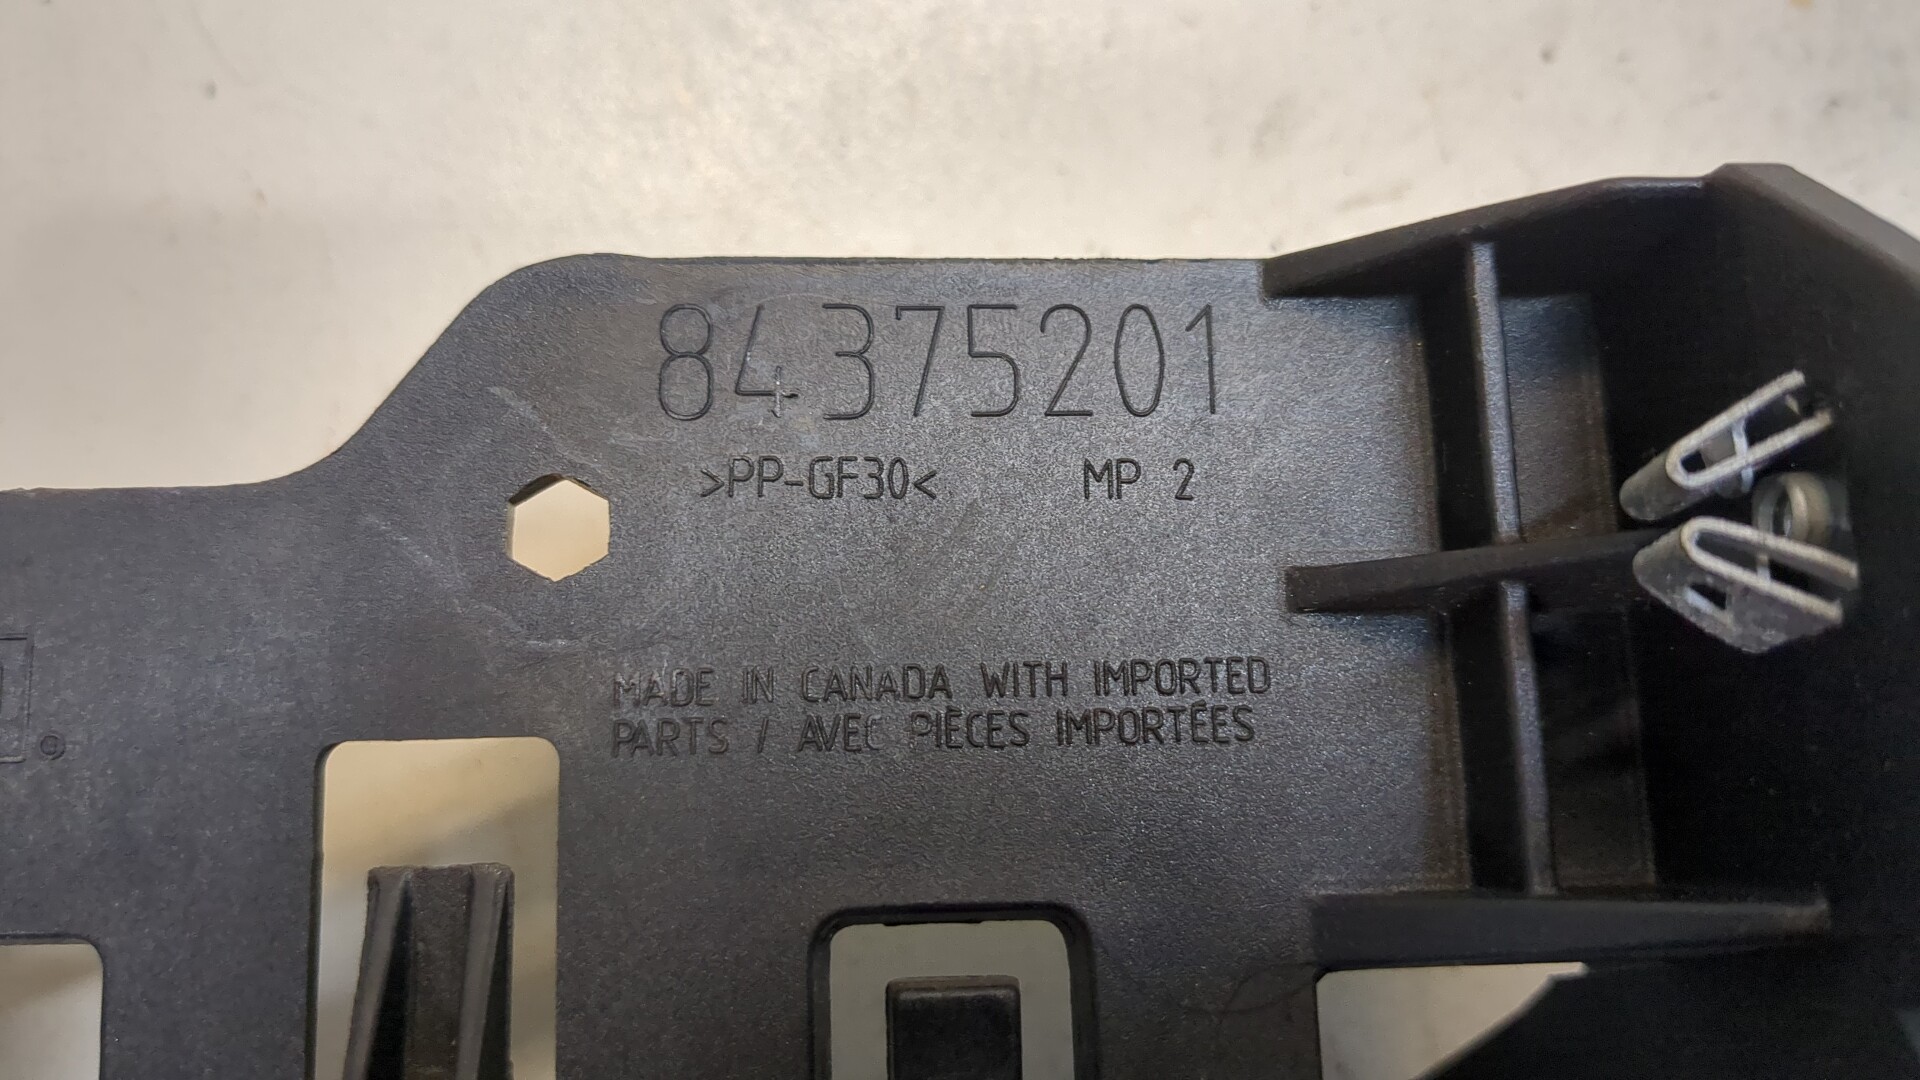 84375201
>PP-GF30< MP 2
MADE IN CANADA WITH IMPORTED
PARTS / AVEC PIÈCES IMPORTÉES